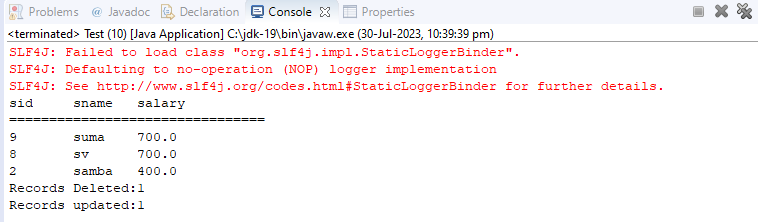 Problems @ Javadoc Declaration Console Properties
<terminated> Test (10) [Java Application] C:\jdk-19\bin\javaw.exe (30-Jul-2023, 10:39:39 pm)
SLF4J: Failed to load class "org.slf4j.impl.StaticLoggerBinder".
SLF4J: Defaulting to no-operation (NOP) logger implementation
SLF4J: See http://www.slf4j.org/codes.html#StaticLoggerBinder for further details.
sid sname salary
================================
9 suma 700.0
8 sv 700.0
2 samba 400.0
Records Deleted:1
Records updated:1